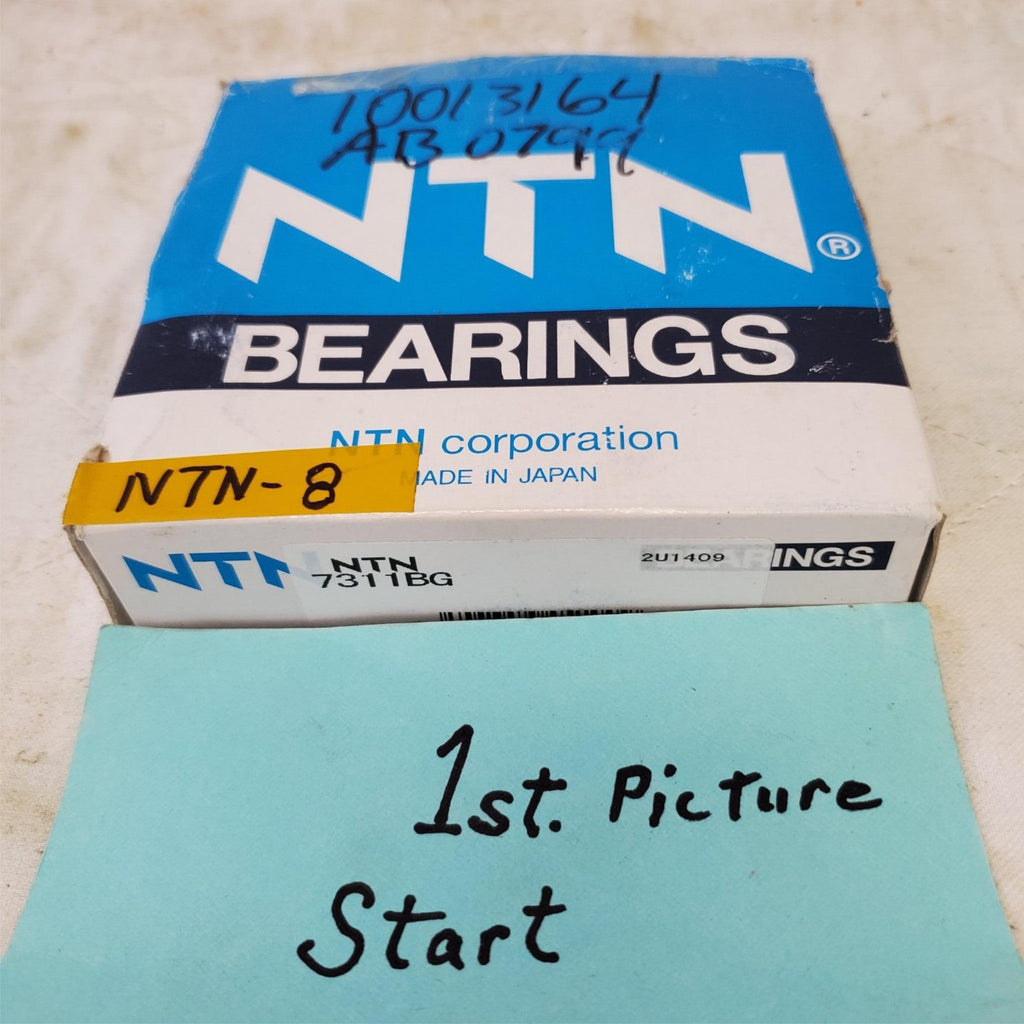 10013164
AB0799
NTN®
BEARINGS
NTN corporation
MADE IN JAPAN
NTN-8
NTN
NTN
7311BG
2U1409
INGS
1st. Picture
Start